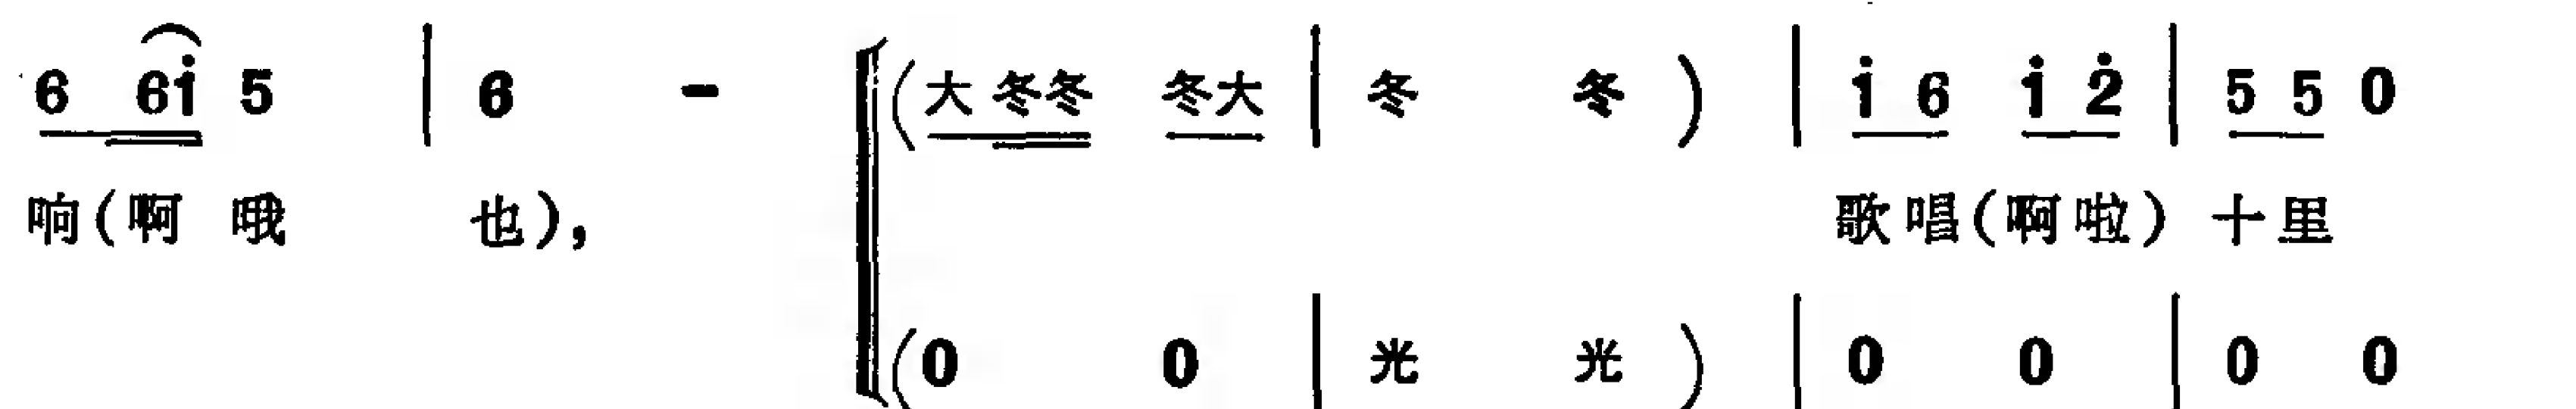 6 6i̇ 5 | 6 - (大 冬冬 冬大 | 冬 冬) | i̇ 6 i̇ 2̇ | 5 5 0
响(啊 哦 也), 歌唱(啊啦) 十里
(0 0 | 光 光) | 0 0 | 0 0